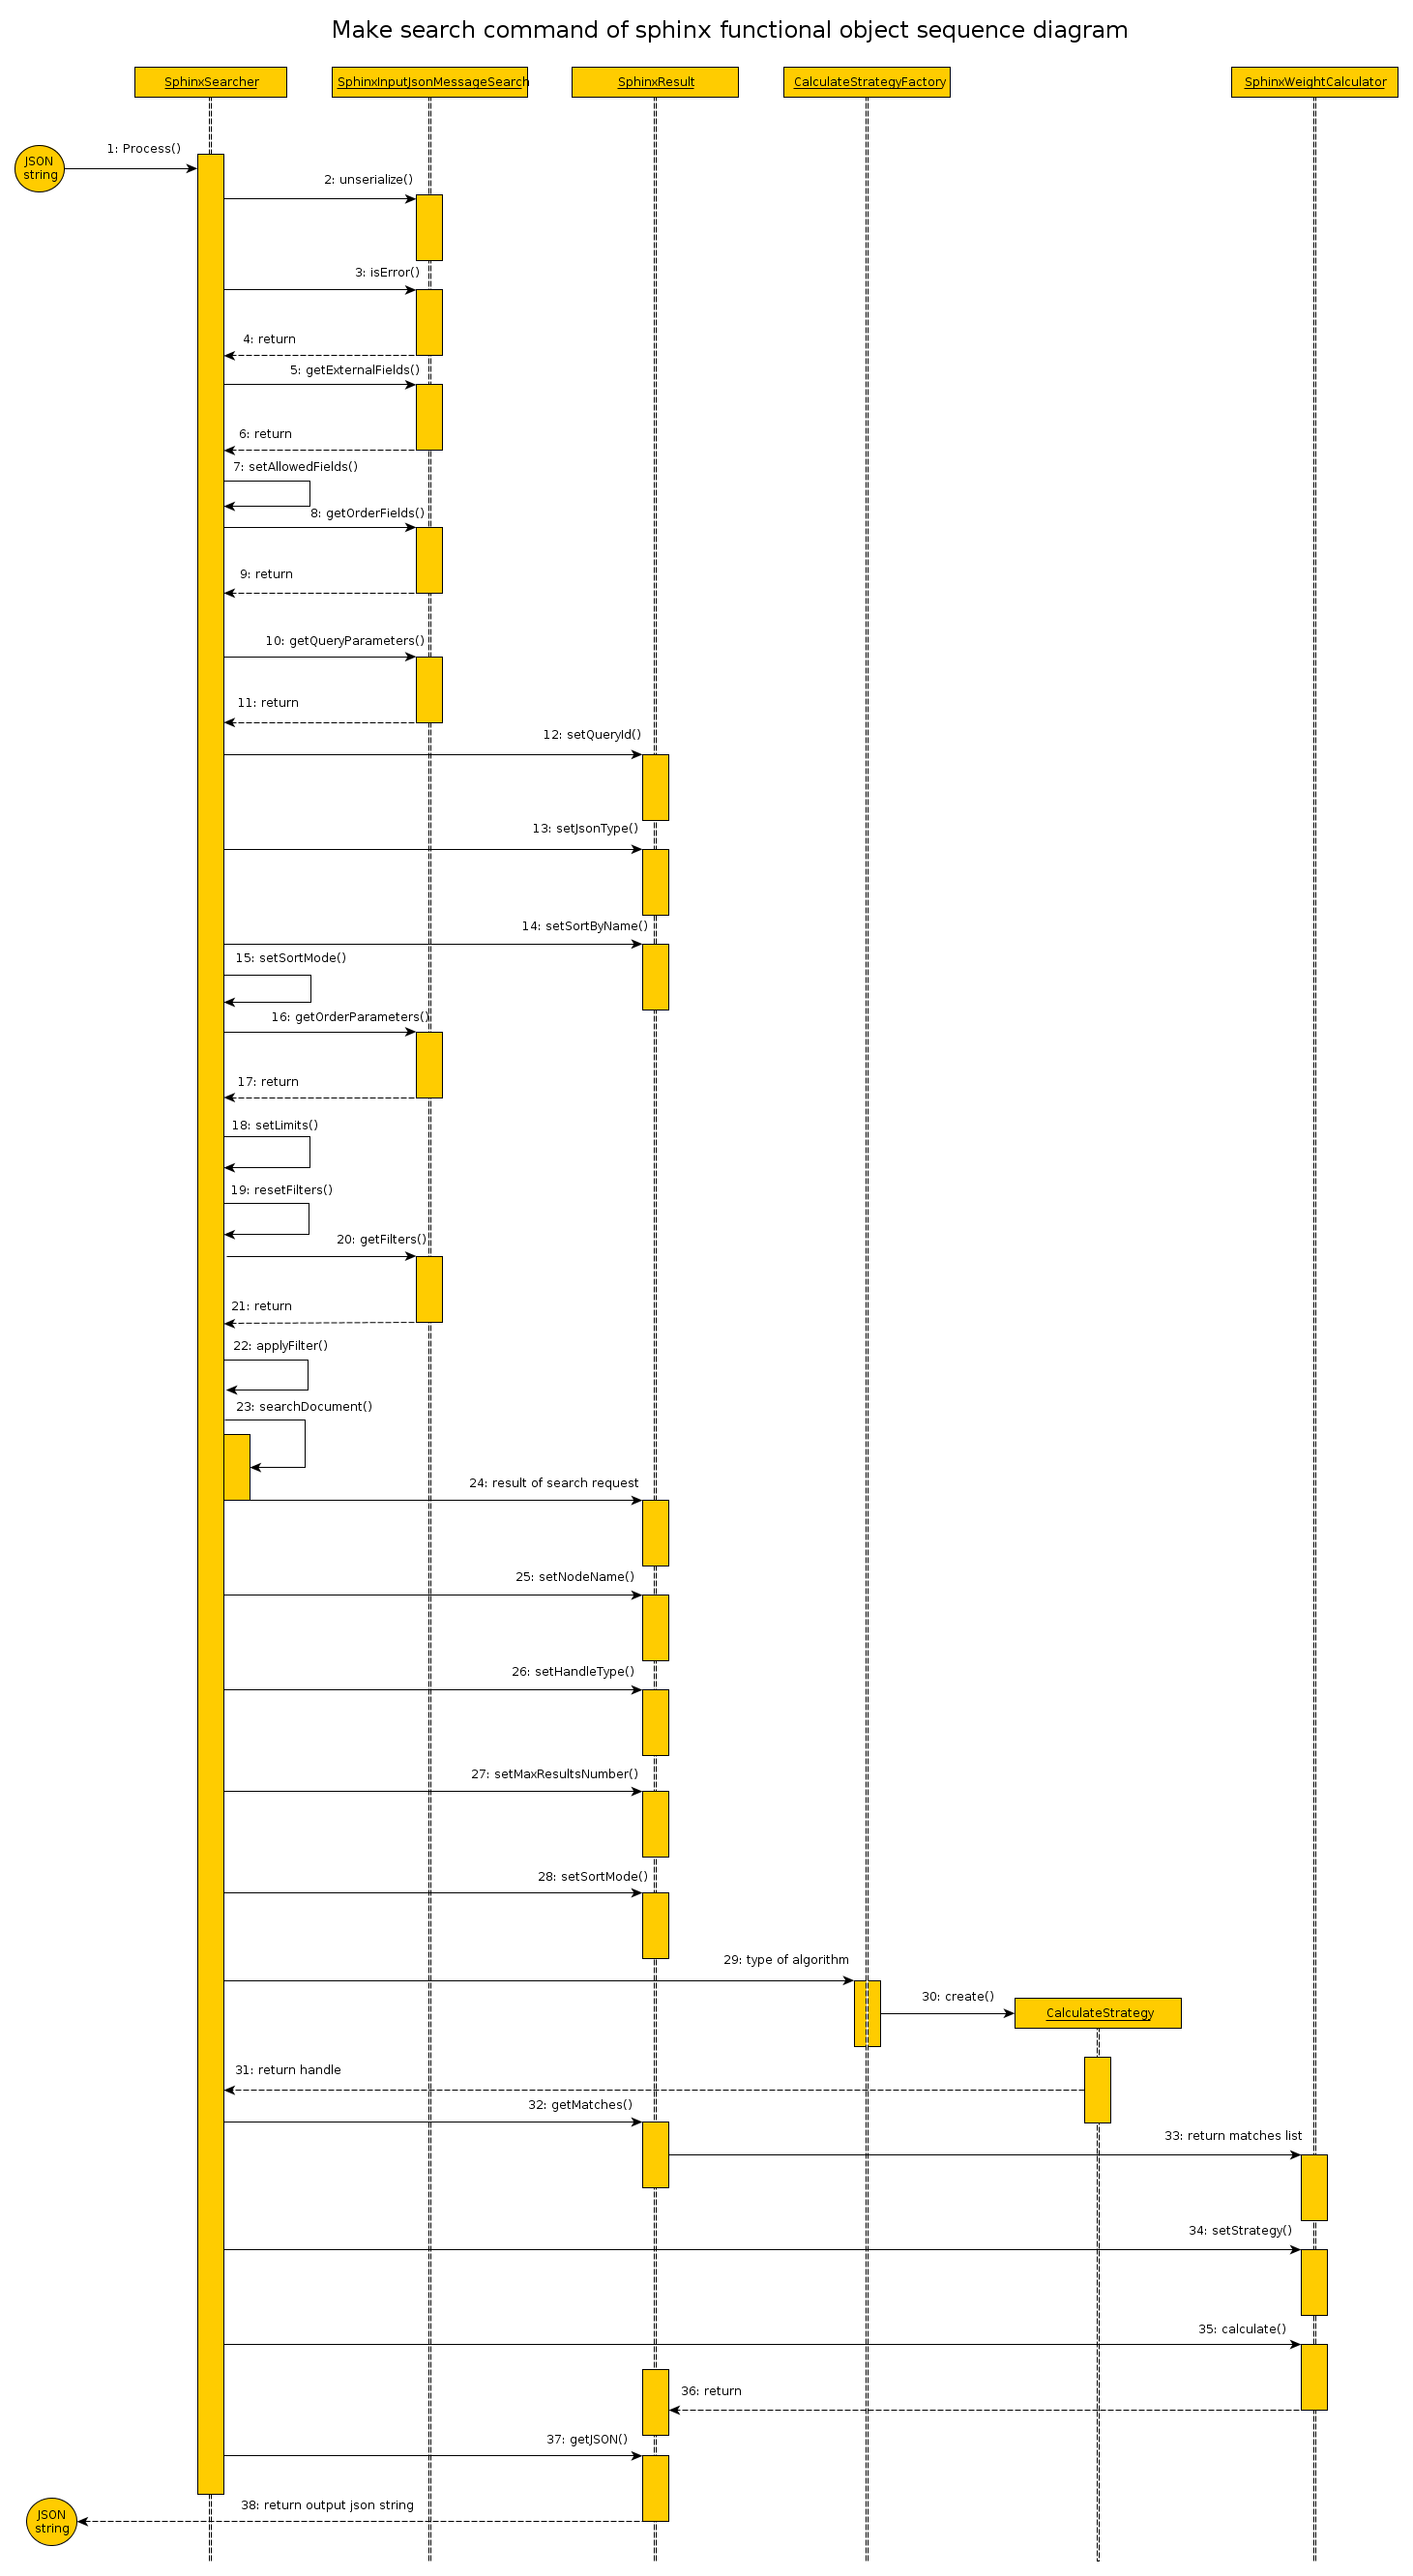 Make search command of sphinx functional object sequence diagram
SphinxSearcher
SphinxInputJsonMessageSearch
SphinxResult
CalculateStrategyFactory
SphinxWeightCalculator
JSON
string
1: Process()
2: unserialize()
3: isError()
4: return
5: getExternalFields()
6: return
7: setAllowedFields()
8: getOrderFields()
9: return
10: getQueryParameters()
11: return
12: setQueryId()
13: setJsonType()
14: setSortByName()
15: setSortMode()
16: getOrderParameters()
17: return
18: setLimits()
19: resetFilters()
20: getFilters()
21: return
22: applyFilter()
23: searchDocument()
24: result of search request
25: setNodeName()
26: setHandleType()
27: setMaxResultsNumber()
28: setSortMode()
29: type of algorithm
30: create()
CalculateStrategy
31: return handle
32: getMatches()
33: return matches list
34: setStrategy()
35: calculate()
36: return
37: getJSON()
38: return output json string
JSON
string